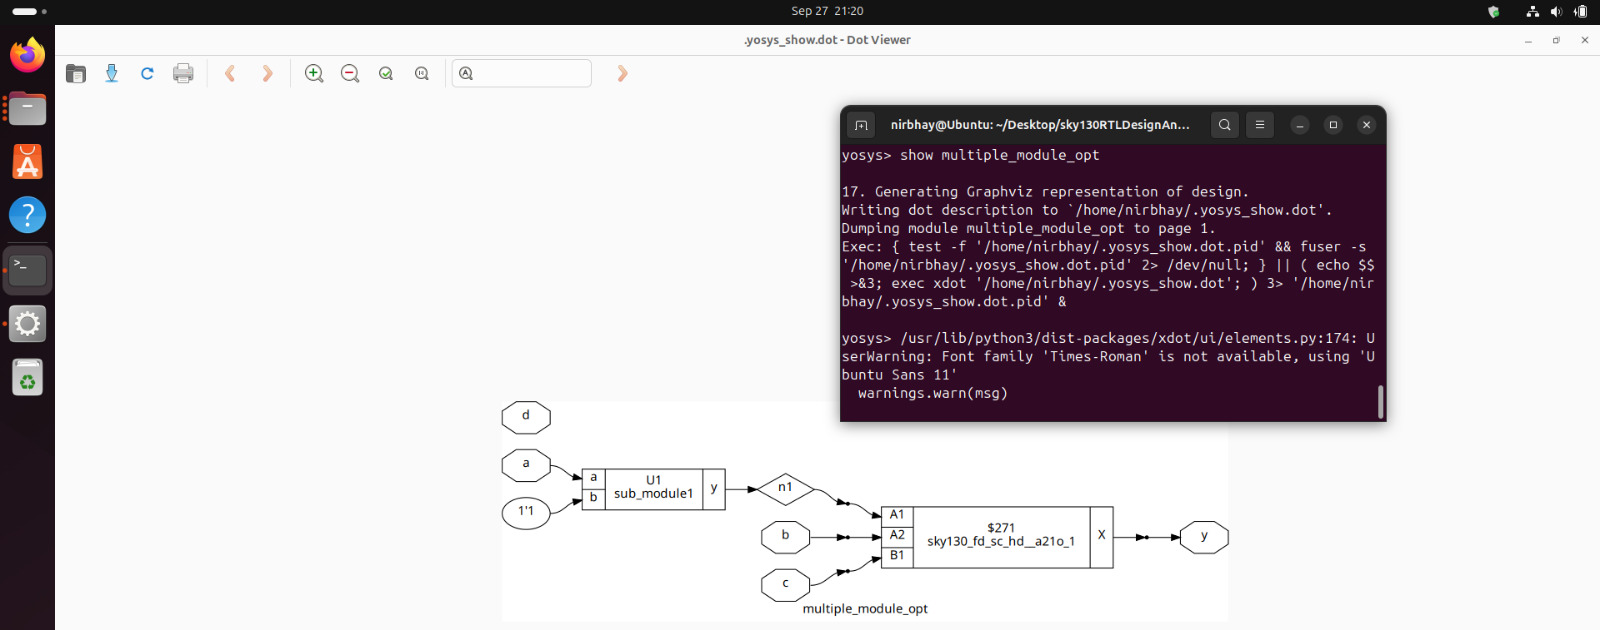 Sep 27 21:20
.yosys_show.dot - Dot Viewer
nirbhay@Ubuntu: ~/Desktop/sky130RTLDesignAn...
yosys> show multiple_module_opt
17. Generating Graphviz representation of design.
Writing dot description to `/home/nirbhay/.yosys_show.dot'.
Dumping module multiple_module_opt to page 1.
Exec: { test -f '/home/nirbhay/.yosys_show.dot.pid' && fuser -s
'/home/nirbhay/.yosys_show.dot.pid' 2> /dev/null; } || ( echo $$
>&3; exec xdot '/home/nirbhay/.yosys_show.dot'; ) 3> '/home/nir
bhay/.yosys_show.dot.pid' &
yosys> /usr/lib/python3/dist-packages/xdot/ui/elements.py:174: U
serWarning: Font family 'Times-Roman' is not available, using 'U
buntu Sans 11'
warnings.warn(msg)
d
a
1'1
a
b
U1
sub_module1
y
n1
b
c
A1
A2
B1
$271
sky130_fd_sc_hd__a21o_1
X
y
multiple_module_opt